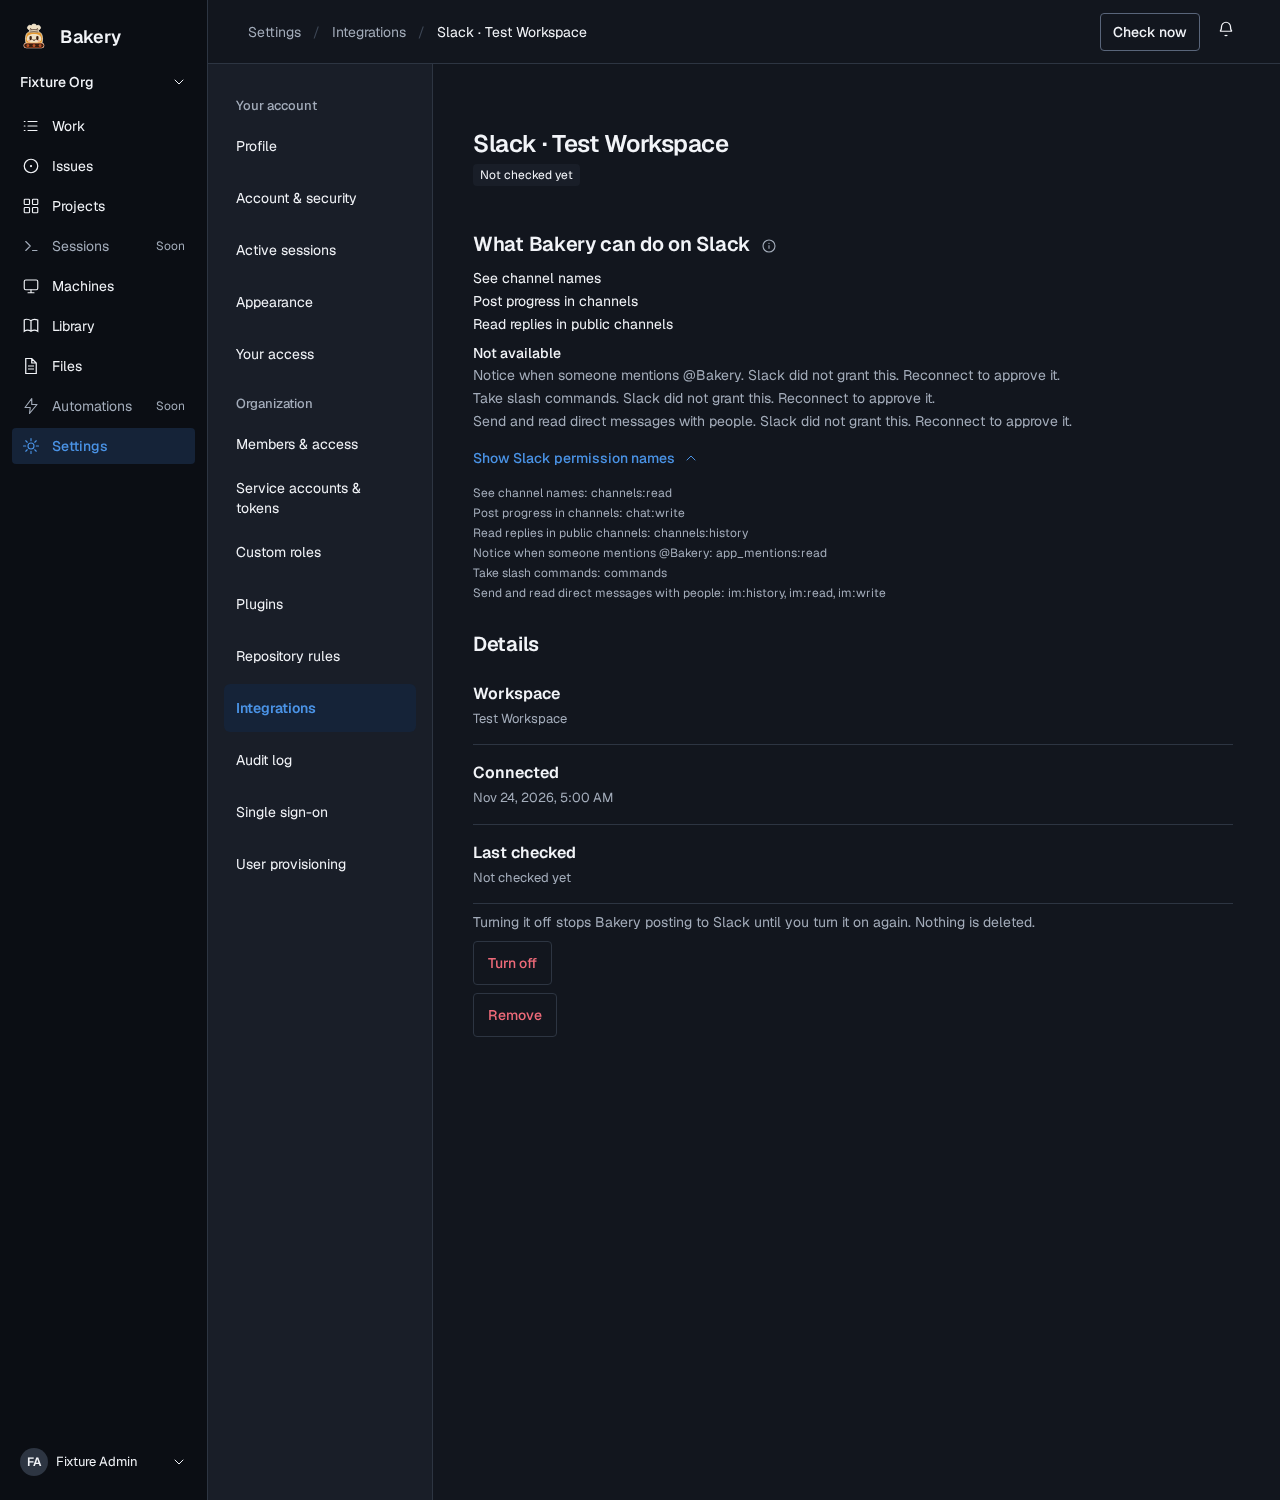 Bakery
Fixture Org
Work
Issues
Projects
Sessions Soon
Machines
Library
Files
Automations Soon
Settings
FA Fixture Admin
Settings / Integrations / Slack · Test Workspace
Check now
Your account
Profile
Account & security
Active sessions
Appearance
Your access
Organization
Members & access
Service accounts &
tokens
Custom roles
Plugins
Repository rules
Integrations
Audit log
Single sign-on
User provisioning
Slack · Test Workspace
Not checked yet
What Bakery can do on Slack
See channel names
Post progress in channels
Read replies in public channels
Not available
Notice when someone mentions @Bakery. Slack did not grant this. Reconnect to approve it.
Take slash commands. Slack did not grant this. Reconnect to approve it.
Send and read direct messages with people. Slack did not grant this. Reconnect to approve it.
Show Slack permission names
See channel names: channels:read
Post progress in channels: chat:write
Read replies in public channels: channels:history
Notice when someone mentions @Bakery: app_mentions:read
Take slash commands: commands
Send and read direct messages with people: im:history, im:read, im:write
Details
Workspace
Test Workspace
Connected
Nov 24, 2026, 5:00 AM
Last checked
Not checked yet
Turning it off stops Bakery posting to Slack until you turn it on again. Nothing is deleted.
Turn off
Remove